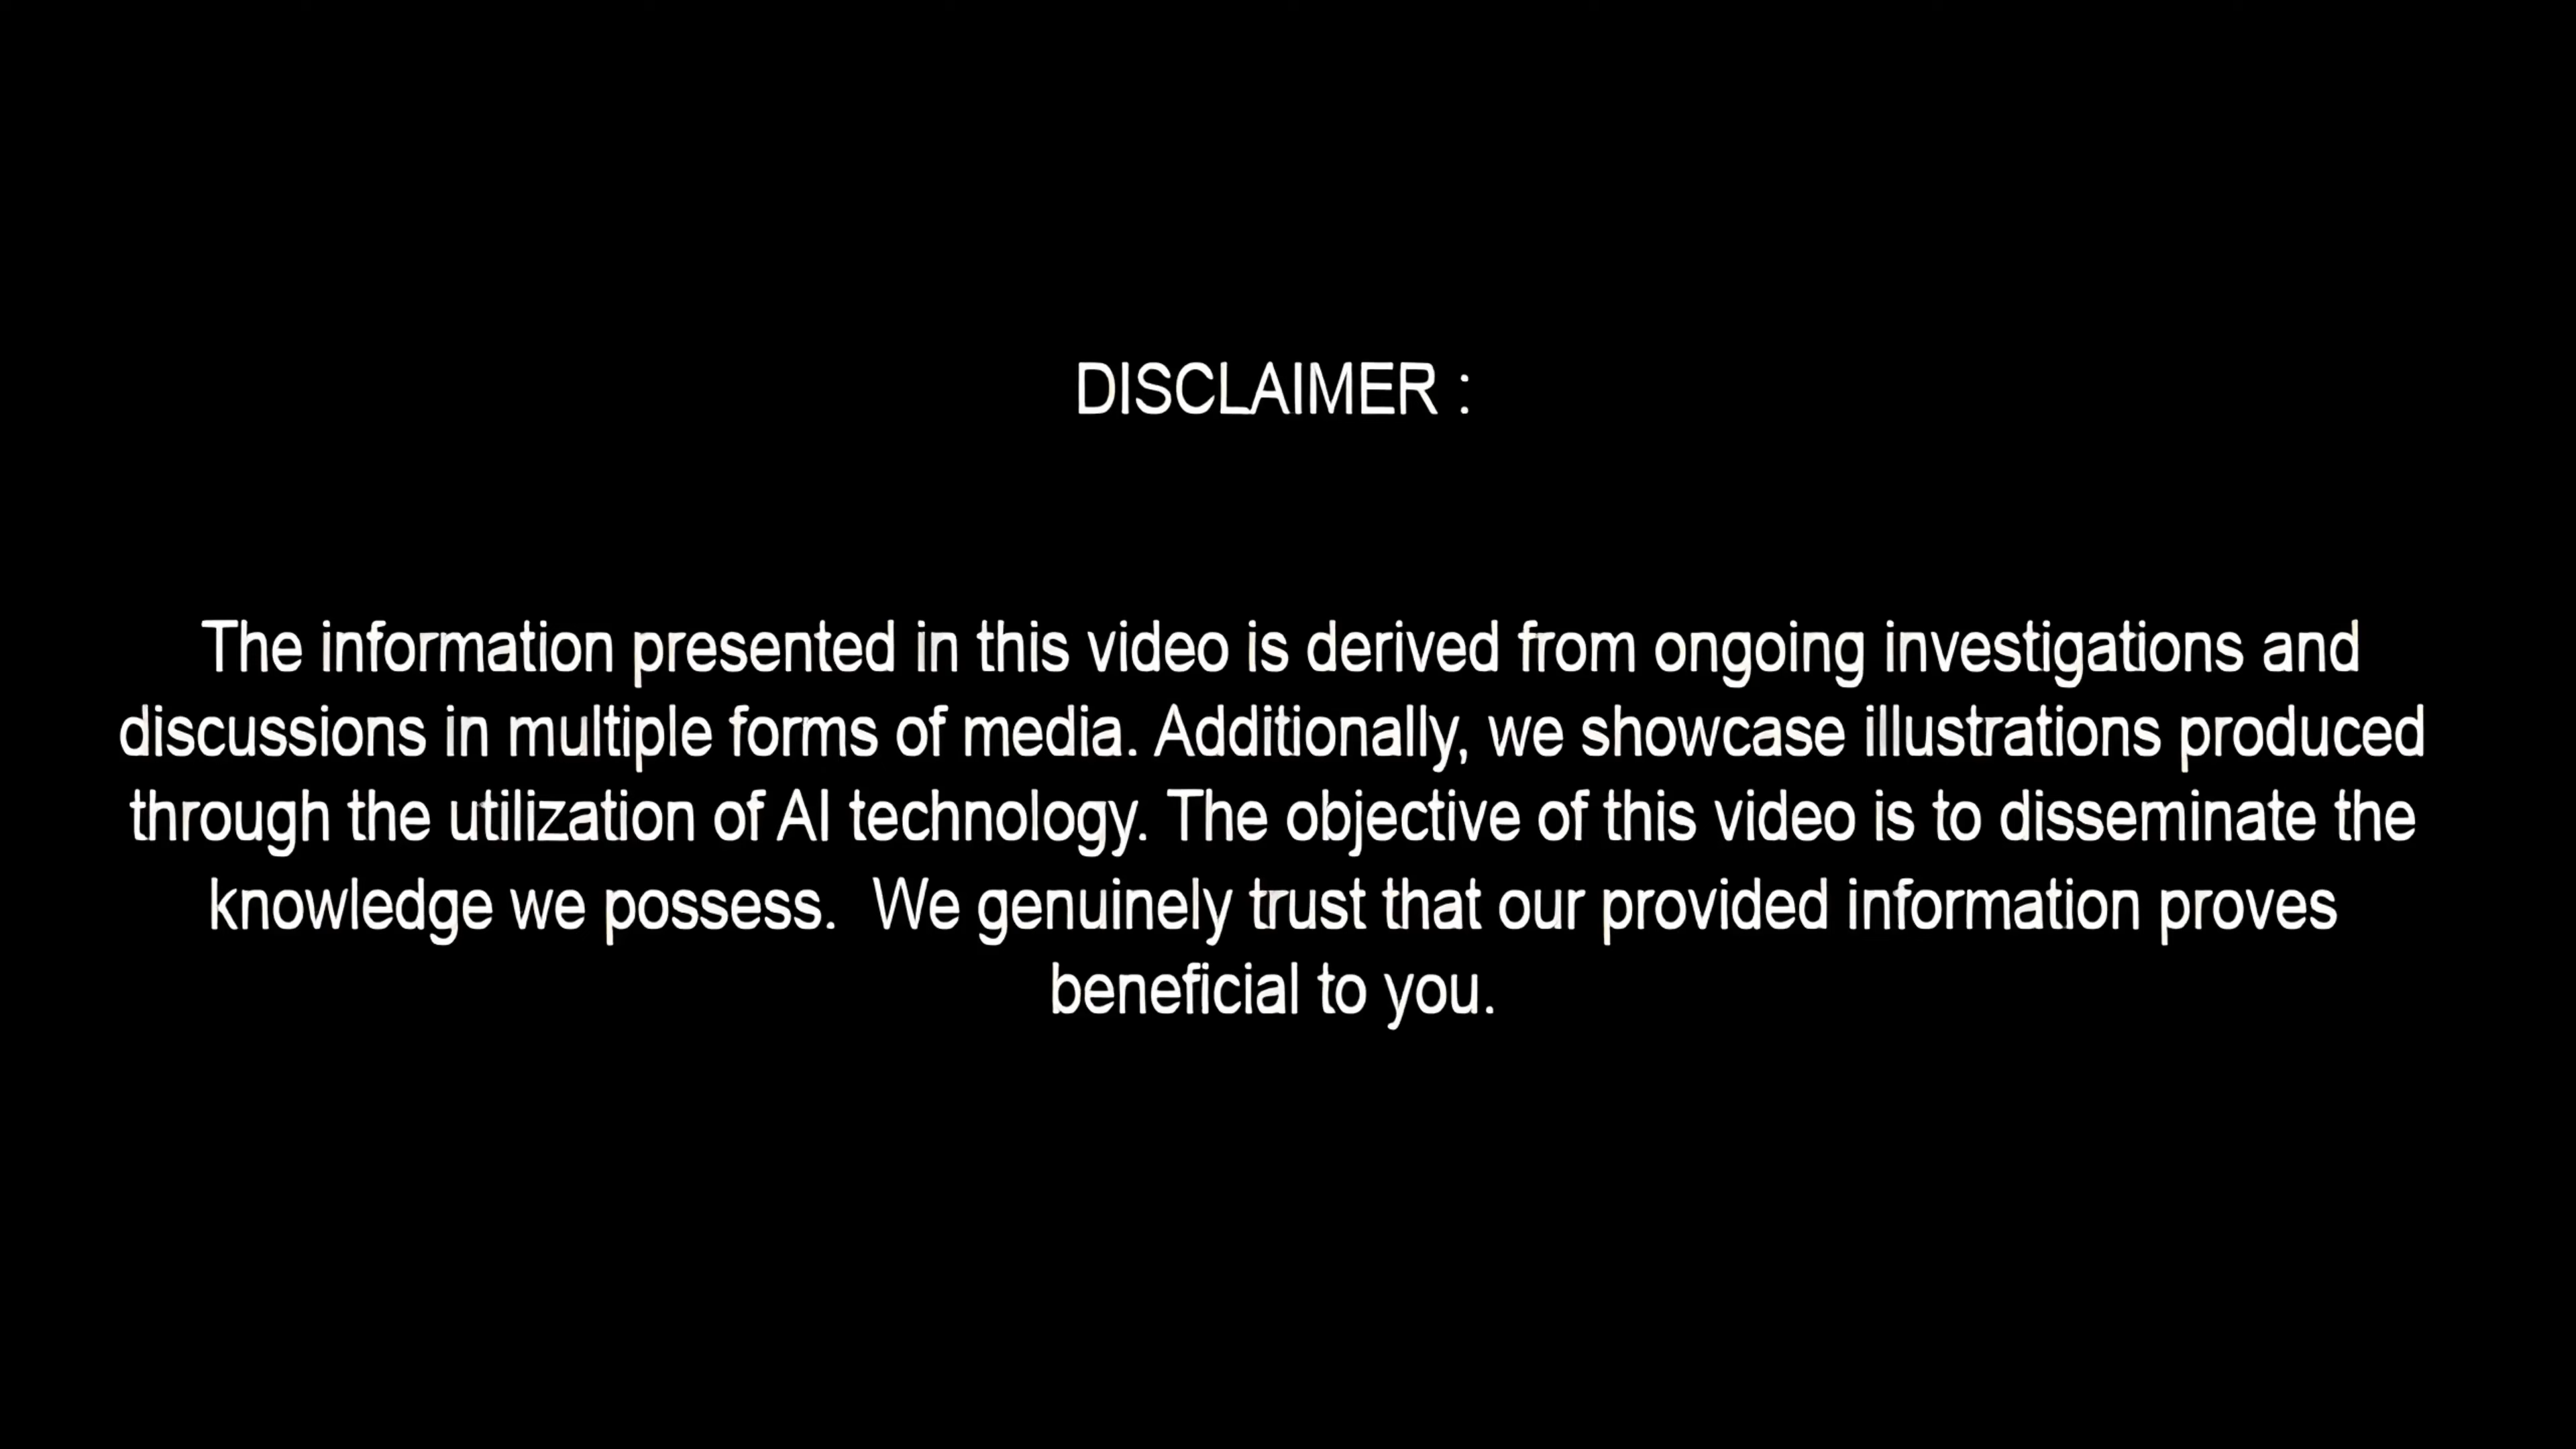 DISCLAIMER :
The information presented in this video is derived from ongoing investigations and
discussions in multiple forms of media. Additionally, we showcase illustrations produced
through the utilization of AI technology. The objective of this video is to disseminate the
knowledge we possess.  We genuinely trust that our provided information proves
beneficial to you.